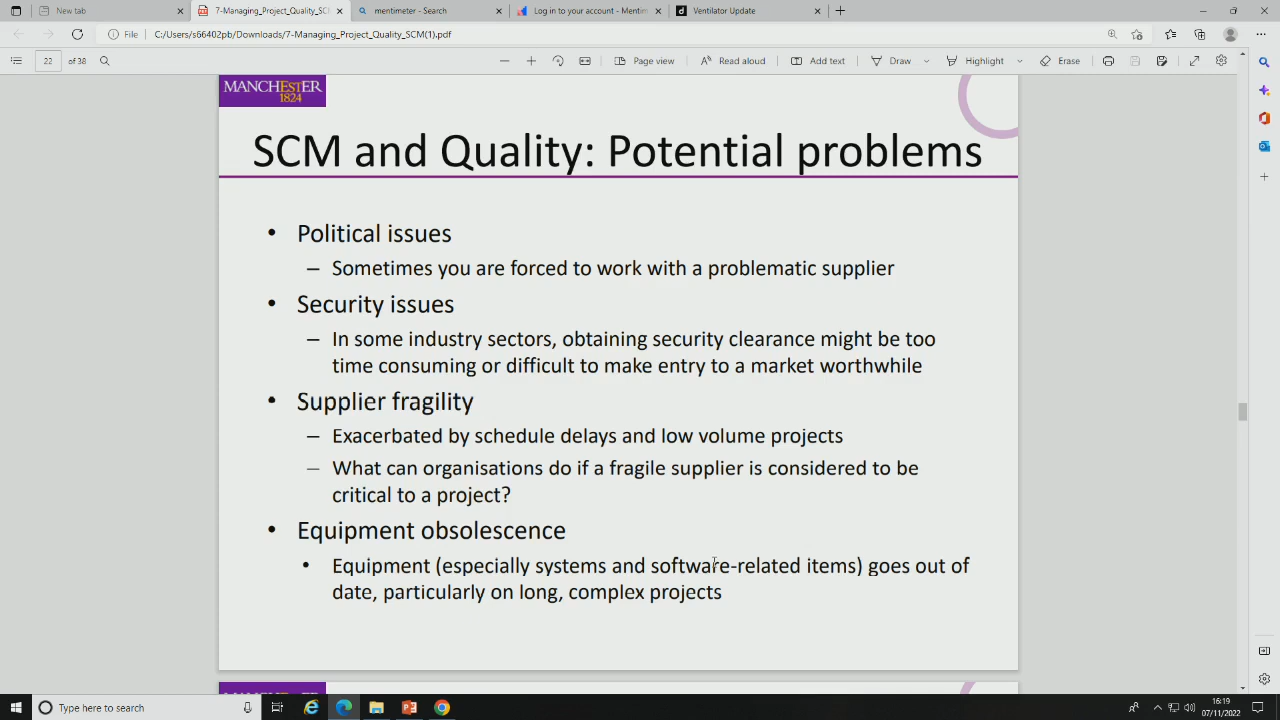 New tab
7-Managing_Project_Quality_SCM
mentimeter - Search
Log in to your account - Mentim
Ventilator Update
File
C:/Users/s66402pb/Downloads/7-Managing_Project_Quality_SCM(1).pdf
22 of 38
Page view
Read aloud
Add text
Draw
Highlight
Erase
MANCHEsTER
1824
SCM and Quality: Potential problems
• Political issues
– Sometimes you are forced to work with a problematic supplier
• Security issues
– In some industry sectors, obtaining security clearance might be too
time consuming or difficult to make entry to a market worthwhile
• Supplier fragility
– Exacerbated by schedule delays and low volume projects
– What can organisations do if a fragile supplier is considered to be
critical to a project?
• Equipment obsolescence
• Equipment (especially systems and software-related items) goes out of
date, particularly on long, complex projects
Type here to search
16:19
07/11/2022